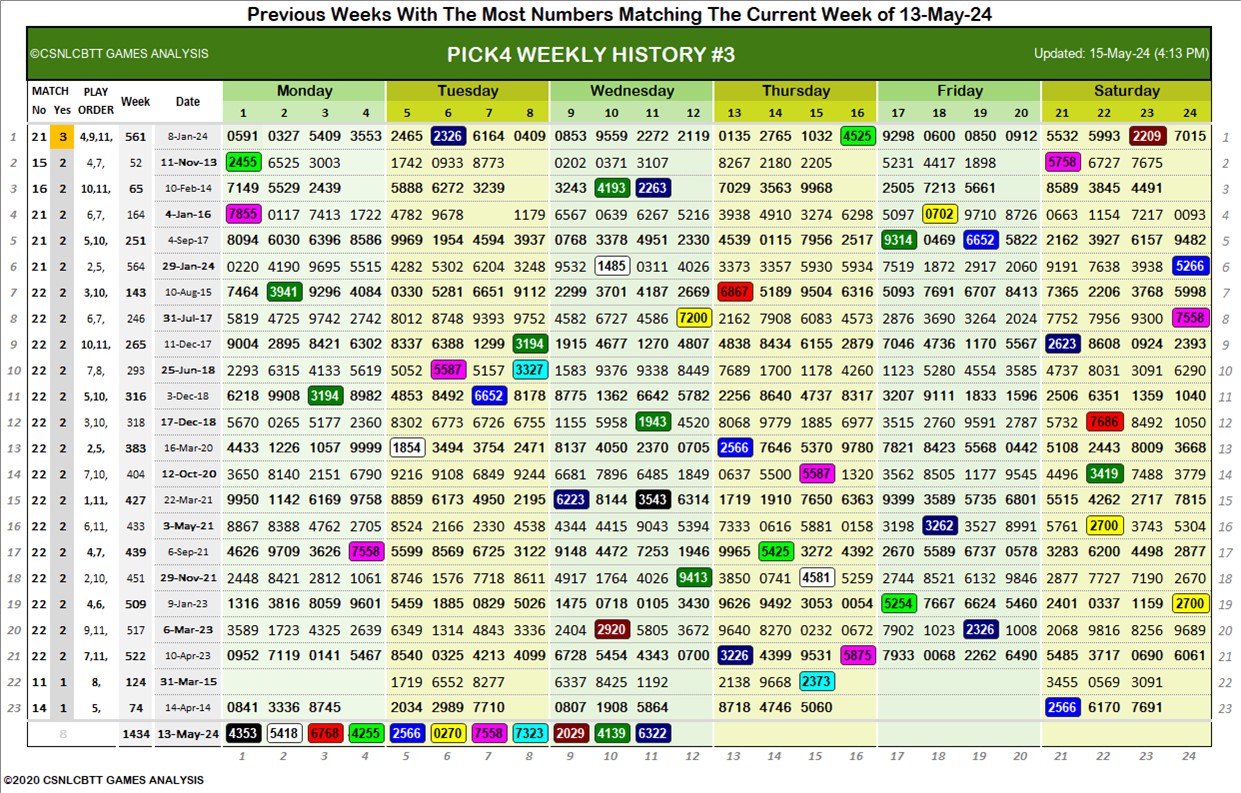 Previous Weeks With The Most Numbers Matching The Current Week of 13-May-24
©CSNLCBTT GAMES ANALYSIS PICK4 WEEKLY HISTORY #3 Updated: 15-May-24 (4:13 PM)
MATCH PLAY Week Date Monday Tuesday Wednesday Thursday Friday Saturday
No Yes ORDER 1 2 3 4 5 6 7 8 9 10 11 12 13 14 15 16 17 18 19 20 21 22 23 24
1 21 3 4,9,11, 561 8-Jan-24 0591 0327 5409 3553 2465 2326 6164 0409 0853 9559 2272 2119 0135 2765 1032 4525 9298 0600 0850 0912 5532 5993 2209 7015 1
2 15 2 4,7, 52 11-Nov-13 2455 6525 3003 1742 0933 8773 0202 0371 3107 8267 2180 2205 5231 4417 1898 5758 6727 7675 2
3 16 2 10,11, 65 10-Feb-14 7149 5529 2439 5888 6272 3239 3243 4193 2263 7029 3563 9968 2505 7213 5661 8589 3845 4491 3
4 21 2 6,7, 164 4-Jan-16 7855 0117 7413 1722 4782 9678 1179 6567 0639 6267 5216 3938 4910 3274 6298 5097 0702 9710 8726 0663 1154 7217 0093 4
5 21 2 5,10, 251 4-Sep-17 8094 6030 6396 8586 9969 1954 4594 3937 0768 3378 4951 2330 4539 0115 7956 2517 9314 0469 6652 5822 2162 3927 6157 9482 5
6 21 2 2,5, 564 29-Jan-24 0220 4190 9695 5515 4282 5302 6204 3248 9532 1485 0311 4026 3373 3357 5930 5934 7519 1872 2917 2060 9191 7638 3938 5266 6
7 22 2 3,10, 143 10-Aug-15 7464 3941 9296 4084 0330 5281 6651 9112 2299 3701 4187 2669 6867 5189 9504 6316 5093 7691 6707 8413 7365 2206 3768 5998 7
8 22 2 6,7, 246 31-Jul-17 5819 4725 9742 2742 8012 8748 9393 9752 4582 6727 4586 7200 2162 7908 6083 4573 2876 3690 3264 2024 7752 7956 9300 7558 8
9 22 2 10,11, 265 11-Dec-17 9004 2895 8421 6302 8337 6388 1299 3194 1915 4677 1270 4807 4838 8434 6155 2879 7046 4736 1170 5567 2623 8608 0924 2393 9
10 22 2 7,8, 293 25-Jun-18 2293 6315 4133 5619 5052 5587 5157 3327 1583 9376 9338 8449 7689 1700 1178 4260 1123 5280 4554 3585 4737 8031 3091 6290 10
11 22 2 5,10, 316 3-Dec-18 6218 9908 3194 8982 4853 8492 6652 8178 8775 1362 6642 5782 2256 8640 4737 8317 3207 9111 1833 1596 2506 6351 1359 1040 11
12 22 2 3,10, 318 17-Dec-18 5670 0265 5177 2360 8385 6773 6726 6755 1155 5958 1943 4520 8068 9779 1885 6977 3515 2760 9591 2787 5732 7686 8492 1050 12
13 22 2 2,5, 383 16-Mar-20 4433 1226 1057 9999 1854 3494 3754 2471 8137 4050 2370 0705 2566 7646 5370 9780 7821 8423 5568 0442 5108 2443 8009 3668 13
14 22 2 7,10, 404 12-Oct-20 3650 8140 2151 6790 9216 9108 6849 9244 6681 7896 6485 1849 0637 5500 5587 1320 3562 8505 1177 9545 4496 3419 7488 3779 14
15 22 2 1,11, 427 22-Mar-21 9950 1142 6169 9758 8859 6173 4950 2195 6223 8144 3543 6314 1719 1910 7650 6363 9399 3589 5735 6801 5515 4262 2717 7815 15
16 22 2 6,11, 433 3-May-21 8867 8388 4762 2705 8524 2166 2330 4538 4344 4415 9043 5394 7333 0616 5881 0158 3198 3262 3527 8991 5761 2700 3743 5304 16
17 22 2 4,7, 439 6-Sep-21 4626 9709 3626 7558 5599 8569 6725 3122 9148 4472 7253 1946 9965 5425 3272 4392 2670 5589 6737 0578 3283 6200 4498 2877 17
18 22 2 2,10, 451 29-Nov-21 2448 8421 2812 1061 8746 1576 7718 8611 4917 1764 4026 9413 3850 0741 4581 5259 2744 8521 6132 9846 2877 7727 7190 2670 18
19 22 2 4,6, 509 9-Jan-23 1316 3816 8059 9601 5459 1885 0829 5026 1475 0718 0105 3430 9626 9492 3053 0054 5254 7667 6624 5460 2401 0337 1159 2700 19
20 22 2 9,11, 517 6-Mar-23 3589 1723 4325 2639 6349 1314 4843 3336 2404 2920 5805 3672 9640 8270 0232 0672 7902 1023 2326 1008 2068 9816 8256 9689 20
21 22 2 7,11, 522 10-Apr-23 0952 7119 0141 5467 8540 0325 4213 4099 6728 5454 4343 0700 3226 4399 9531 5875 7933 0068 2262 6490 5485 3717 0690 6061 21
22 11 1 8, 124 31-Mar-15 1719 6552 8277 6337 8425 1192 2138 9668 2373 3455 0569 3091 22
23 14 1 5, 74 14-Apr-14 0841 3336 8745 2034 2989 7710 0807 1908 5864 8718 4746 5060 2566 6170 7691 23
8 1434 13-May-24 4353 5418 6768 4255 2566 0270 7558 7323 2029 4139 6322
1 2 3 4 5 6 7 8 9 10 11 12 13 14 15 16 17 18 19 20 21 22 23 24
©2020 CSNLCBTT GAMES ANALYSIS